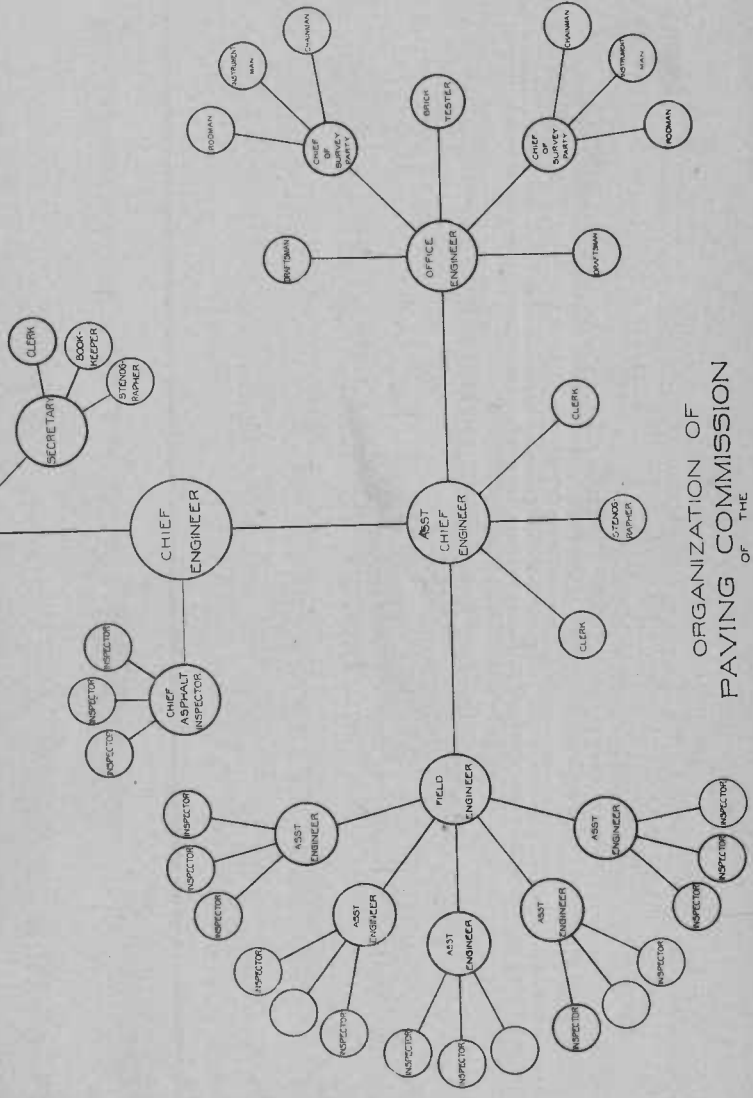 SECRETARY
CLERK
BOOK-
KEEPER
STENOG-
RAPHER
CHIEF
ENGINEER
CHIEF
ASPHALT
INSPECTOR
INSPECTOR
INSPECTOR
INSPECTOR
ASST
CHIEF
ENGINEER
CLERK
STENOG-
RAPHER
CLERK
OFFICE
ENGINEER
DRAFTSMAN
CHIEF
OF
SURVEY
PARTY
RODMAN
INSTRUMENT
MAN
CHAINMAN
BRICK
TESTER
CHIEF
OF
SURVEY
PARTY
CHAINMAN
INSTRUMENT
MAN
RODMAN
DRAFTSMAN
FIELD
ENGINEER
ASST
ENGINEER
INSPECTOR
INSPECTOR
INSPECTOR
ASST
ENGINEER
INSPECTOR
INSPECTOR
ASST
ENGINEER
INSPECTOR
INSPECTOR
ASST
ENGINEER
INSPECTOR
INSPECTOR
ASST
ENGINEER
INSPECTOR
INSPECTOR
INSPECTOR
ORGANIZATION OF
PAVING COMMISSION
OF THE